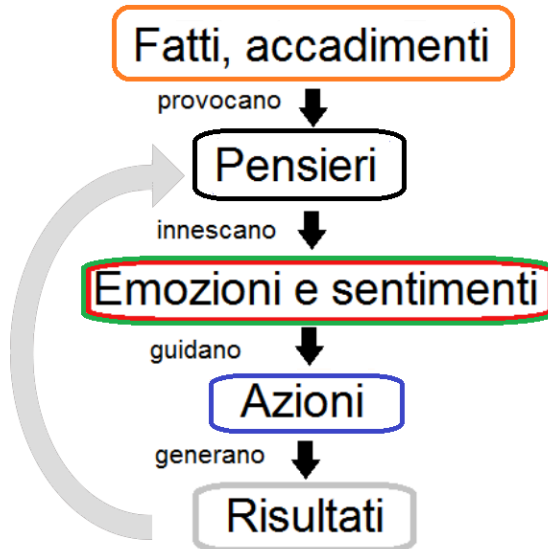 Fatti, accadimenti
provocano
Pensieri
innescano
Emozioni e sentimenti
guidano
Azioni
generano
Risultati